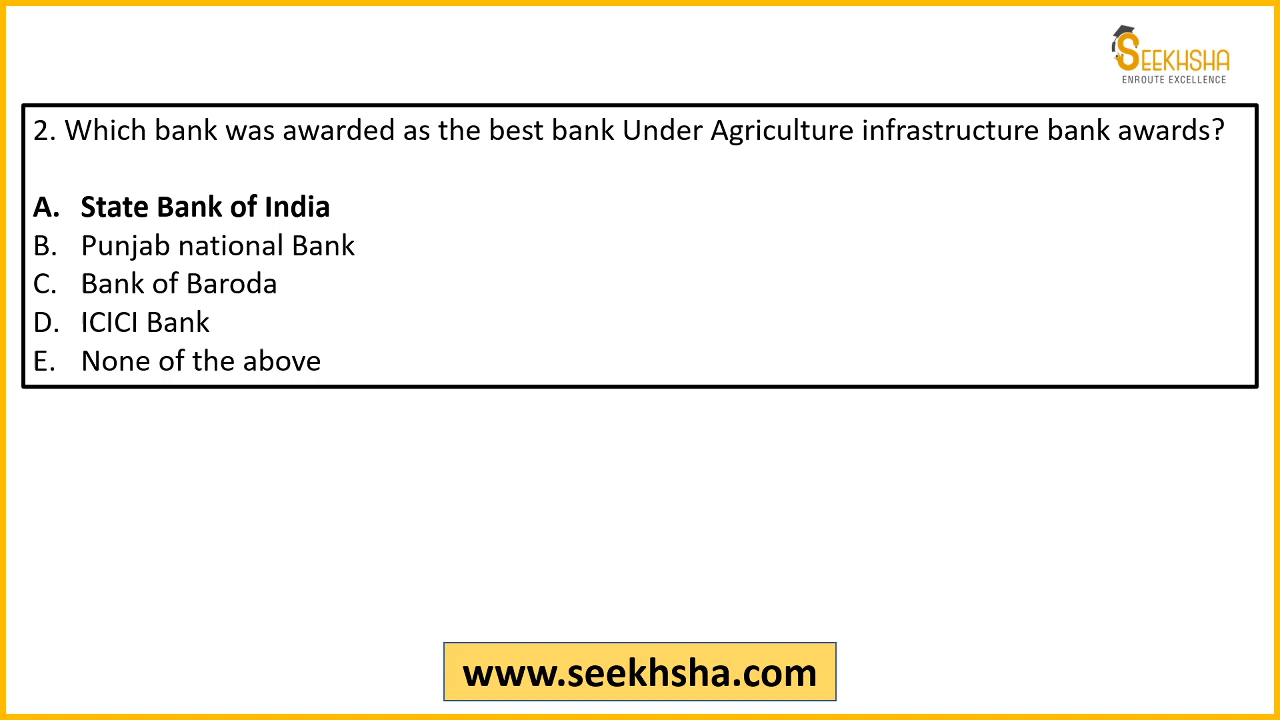 SEEKHSHA
ENROUTE EXCELLENCE
2. Which bank was awarded as the best bank Under Agriculture infrastructure bank awards?
A. State Bank of India
B. Punjab national Bank
C. Bank of Baroda
D. ICICI Bank
E. None of the above
www.seekhsha.com